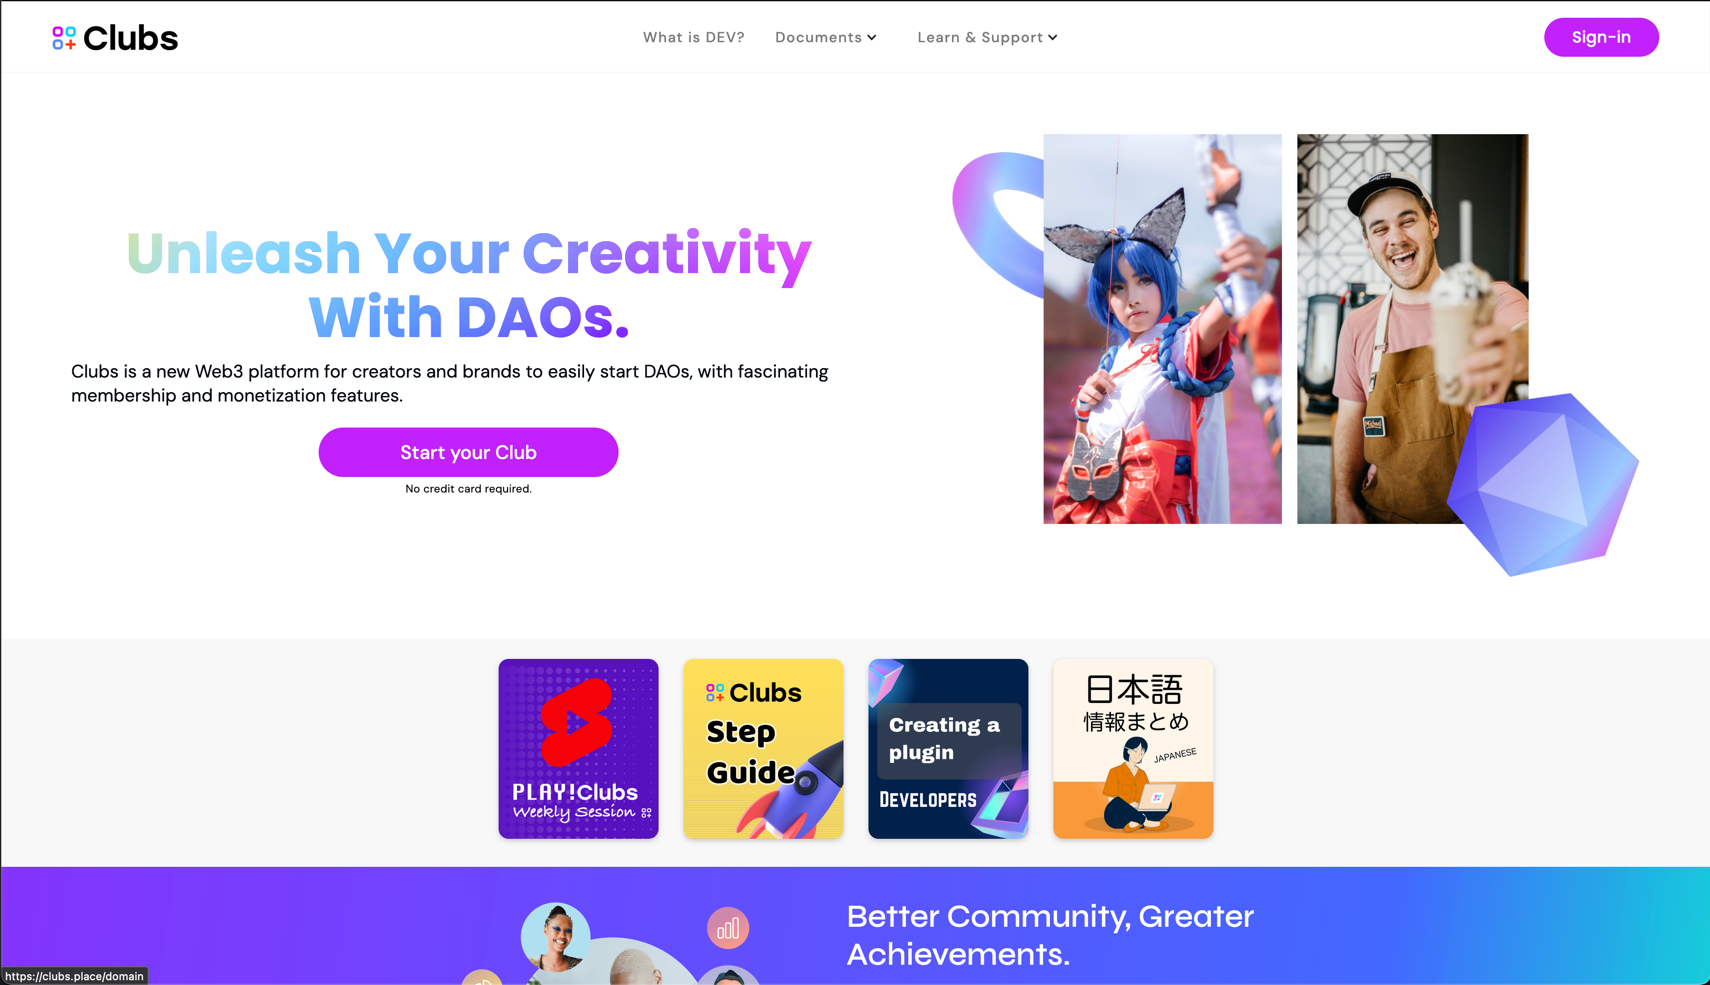 Clubs
What is DEV?
Documents
Learn & Support
Sign-in
Unleash Your Creativity
With DAOs.
Clubs is a new Web3 platform for creators and brands to easily start DAOs, with fascinating
membership and monetization features.
Start your Club
No credit card required.
PLAY!Clubs
Weekly Session
Clubs
Step
Guide
Creating a
plugin
DEVELOPERS
日本語
情報まとめ
JAPANESE
Better Community, Greater
Achievements.
https://clubs.place/domain